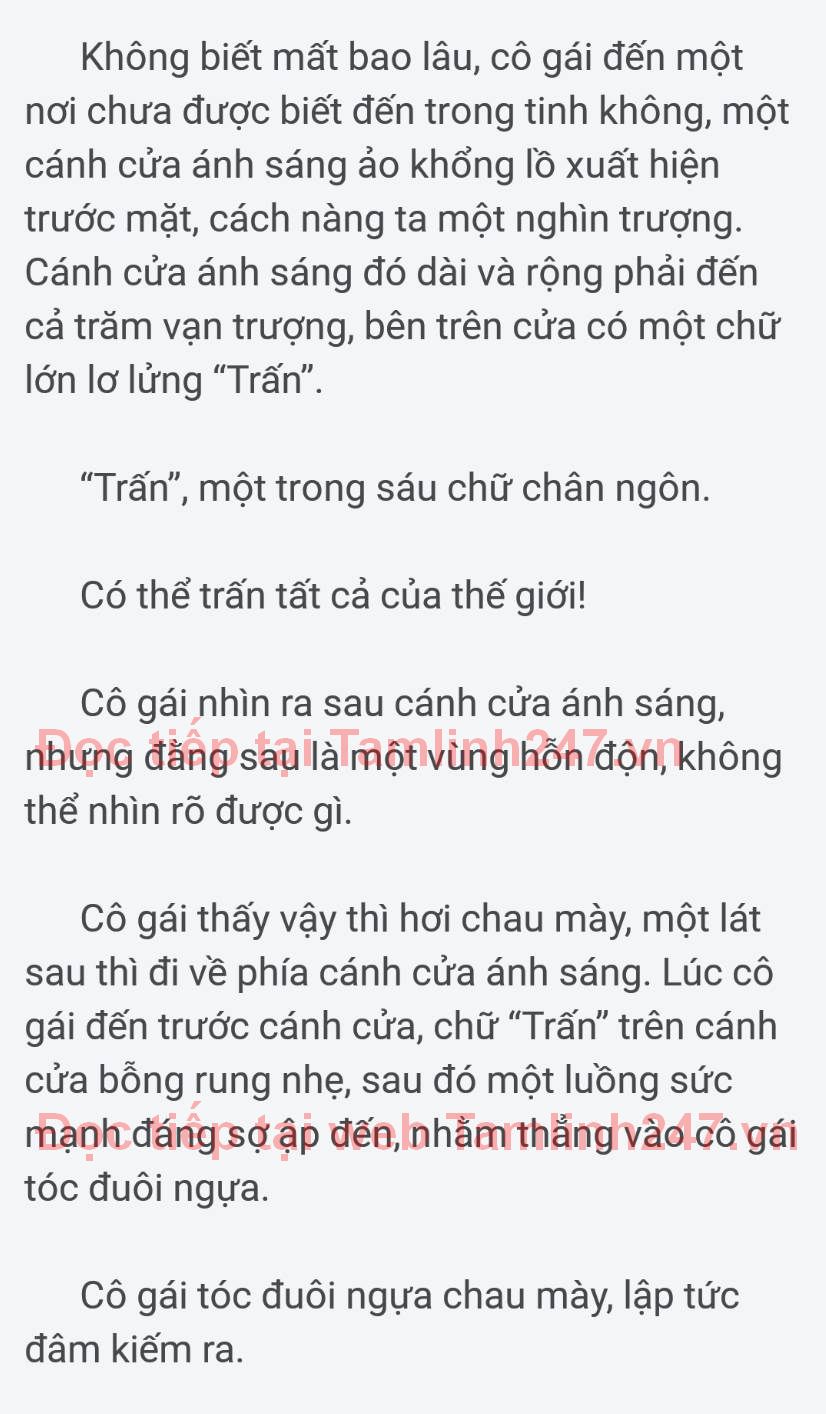 Không biết mất bao lâu, cô gái đến một
nơi chưa được biết đến trong tinh không, một
cánh cửa ánh sáng ảo khổng lồ xuất hiện
trước mặt, cách nàng ta một nghìn trượng.
Cánh cửa ánh sáng đó dài và rộng phải đến
cả trăm vạn trượng, bên trên cửa có một chữ
lớn lơ lửng “Trấn”.
“Trấn”, một trong sáu chữ chân ngôn.
Có thể trấn tất cả của thế giới!
Cô gái nhìn ra sau cánh cửa ánh sáng,
Đọc tiếp tại Tamlinh247.vn
nhưng đằng sau là một vùng hỗn độn, không
thể nhìn rõ được gì.
Cô gái thấy vậy thì hơi chau mày, một lát
sau thì đi về phía cánh cửa ánh sáng. Lúc cô
gái đến trước cánh cửa, chữ “Trấn” trên cánh
cửa bỗng rung nhẹ, sau đó một luồng sức
Đọc tiếp tại web Tamlinh247.vn
mạnh đáng sợ ập đến, nhằm thẳng vào cô gái
tóc đuôi ngựa.
Cô gái tóc đuôi ngựa chau mày, lập tức
đâm kiếm ra.